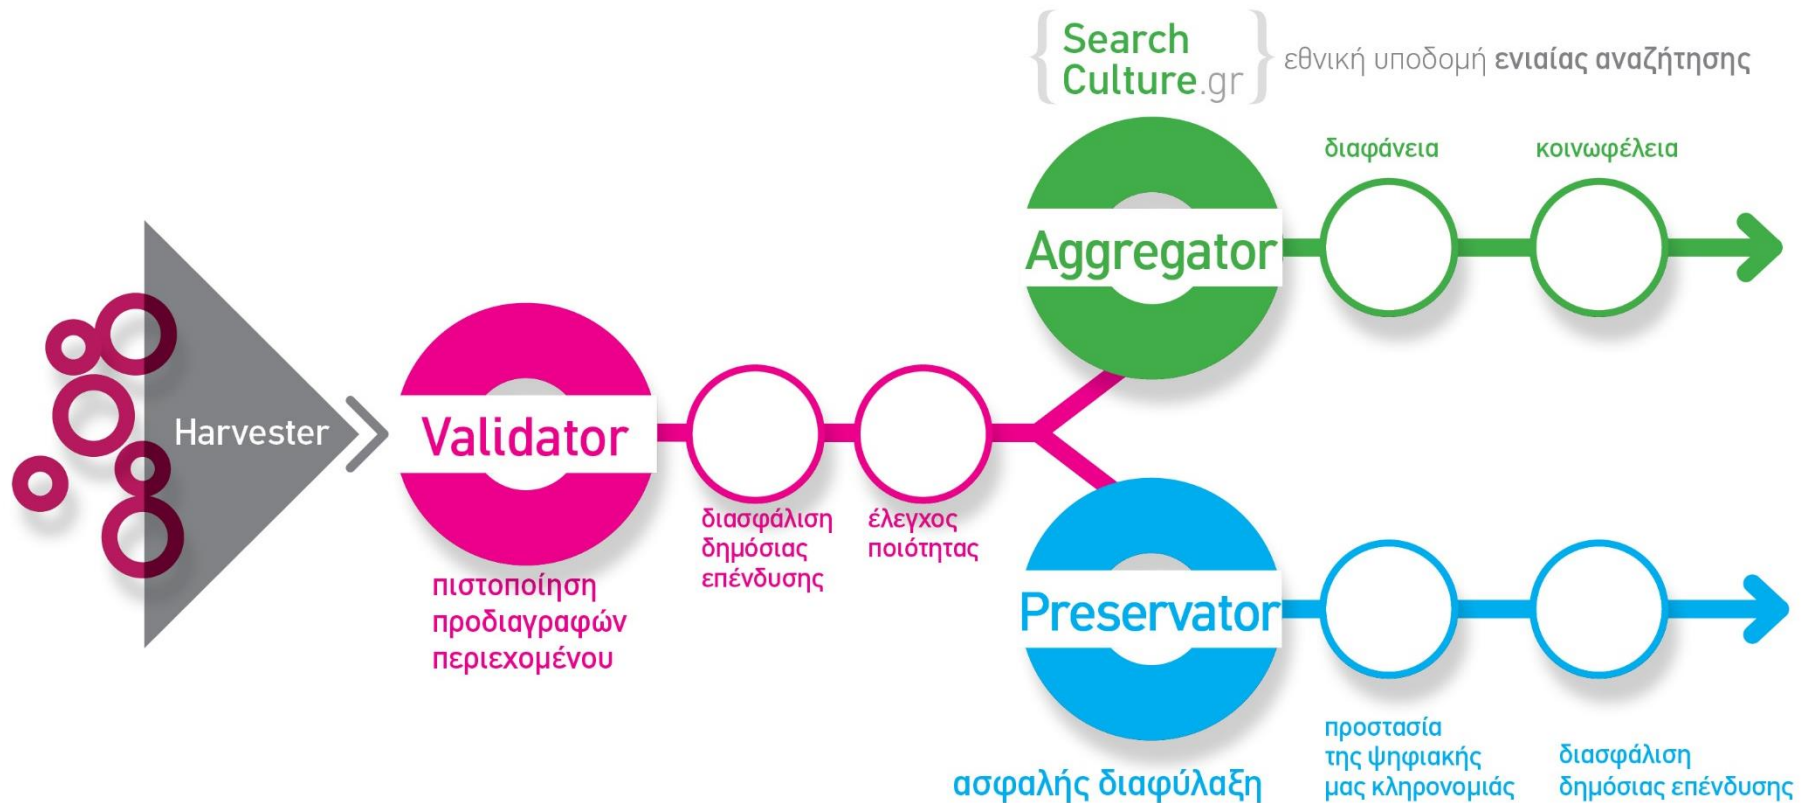 Search
Culture.gr
εθνική υποδομή ενιαίας αναζήτησης
διαφάνεια
κοινωφέλεια
Aggregator
Harvester
Validator
διασφάλιση
δημόσιας
επένδυσης
έλεγχος
ποιότητας
πιστοποίηση
προδιαγραφών
περιεχομένου
Preservator
ασφαλής διαφύλαξη
προστασία
της ψηφιακής
μας κληρονομιάς
διασφάλιση
δημόσιας επένδυσης